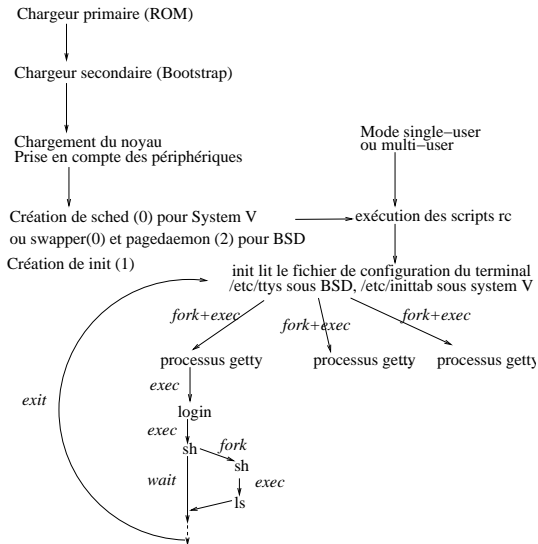 Chargeur primaire (ROM)
Chargeur secondaire (Bootstrap)
Chargement du noyau
Prise en compte des périphériques
Mode single−user
ou multi−user
Création de sched (0) pour System V
ou swapper(0) et pagedaemon (2) pour BSD
Création de init (1)
exécution des scripts rc
init lit le fichier de configuration du terminal
/etc/ttys sous BSD, /etc/inittab sous system V
fork+exec
fork+exec
fork+exec
processus getty
processus getty
processus getty
exec
login
exec
sh
fork
sh
exit
wait
exec
ls